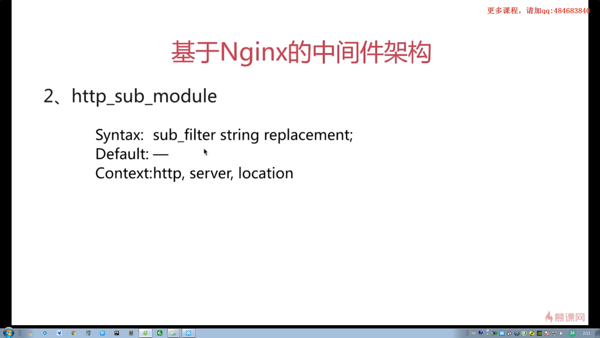 更多课程，请加qq:484683840
基于Nginx的中间件架构
2、http_sub_module
Syntax: sub_filter string replacement;
Default: —
Context:http, server, location
慕课网